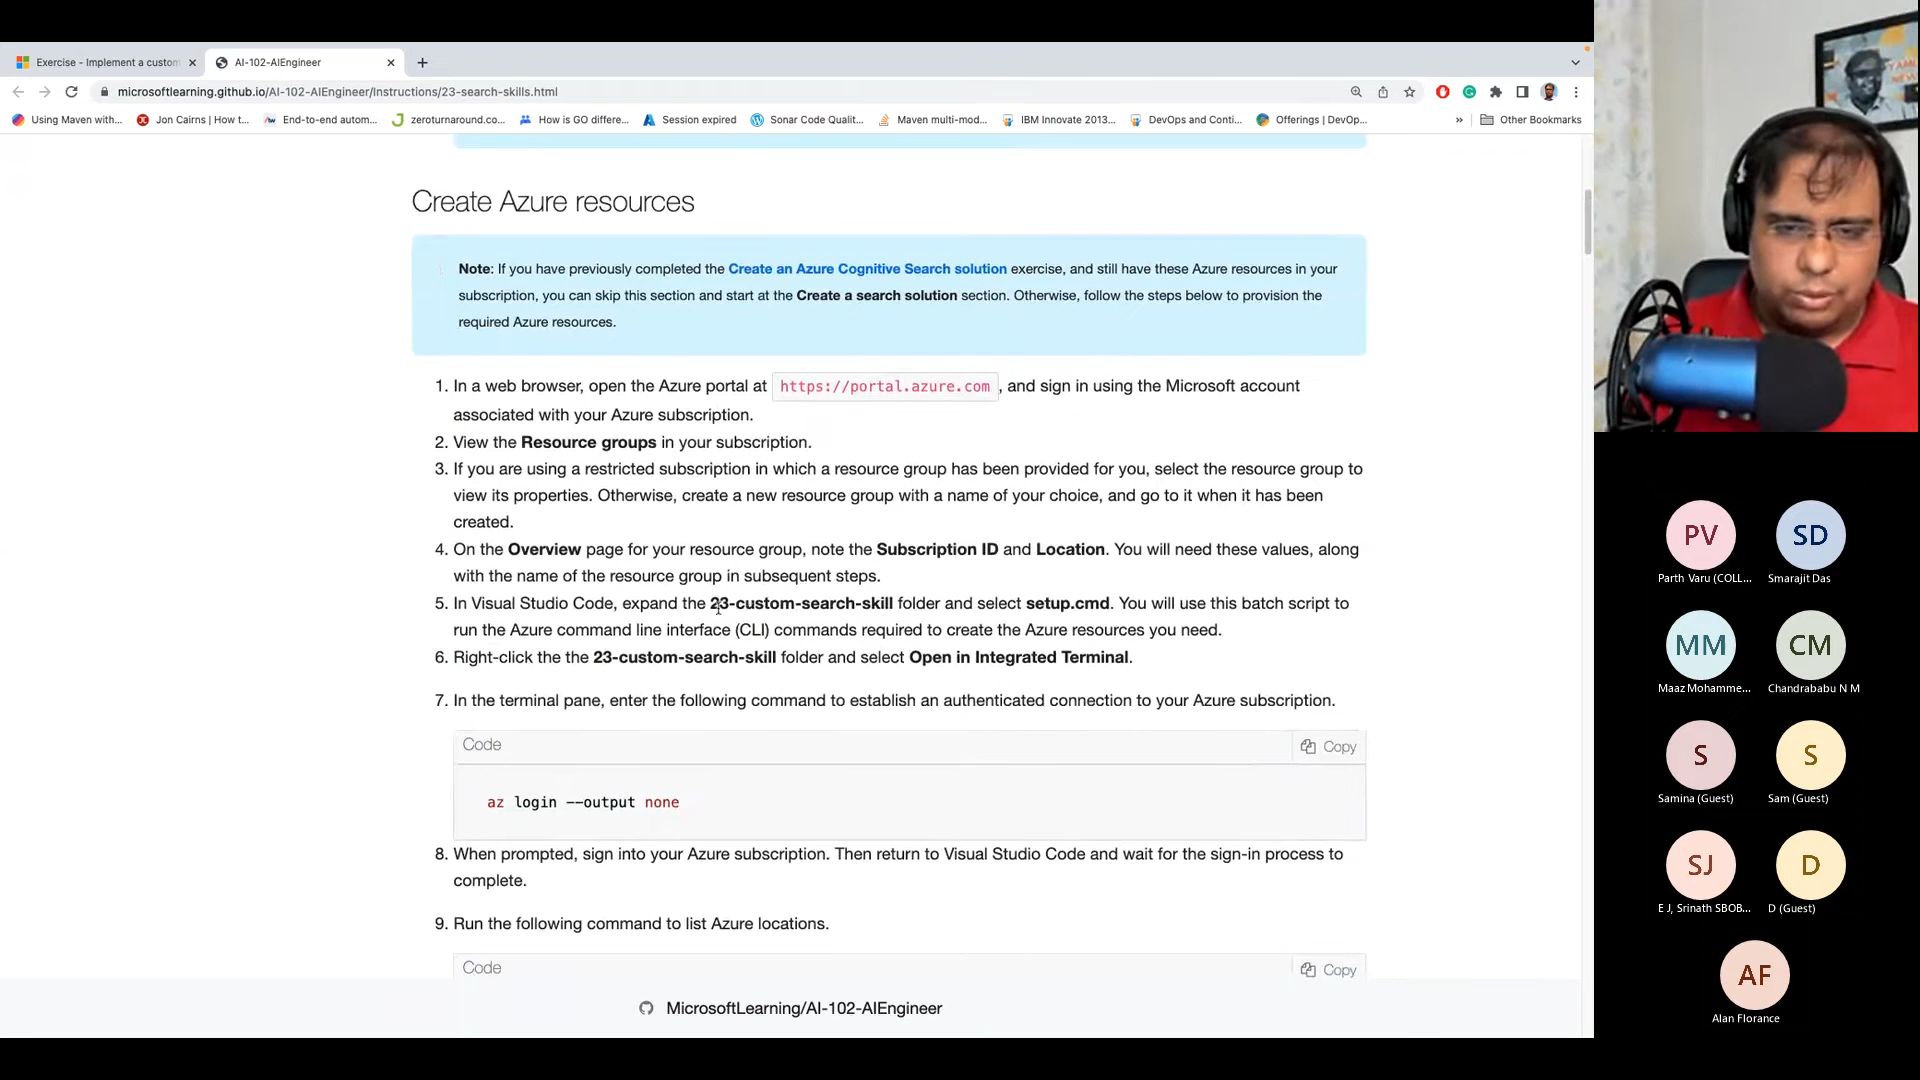 Exercise - Implement a custom
AI-102-AIEngineer
microsoftlearning.github.io/AI-102-AIEngineer/Instructions/23-search-skills.html
Using Maven with...
Jon Cairns | How t...
End-to-end autom...
zeroturnaround.co...
How is GO differe...
Session expired
Sonar Code Qualit...
Maven multi-mod...
IBM Innovate 2013...
DevOps and Conti...
Offerings | DevOp...
»
Other Bookmarks
Create Azure resources
Note: If you have previously completed the Create an Azure Cognitive Search solution exercise, and still have these Azure resources in your
subscription, you can skip this section and start at the Create a search solution section. Otherwise, follow the steps below to provision the
required Azure resources.
1. In a web browser, open the Azure portal at https://portal.azure.com, and sign in using the Microsoft account
associated with your Azure subscription.
2. View the Resource groups in your subscription.
3. If you are using a restricted subscription in which a resource group has been provided for you, select the resource group to
view its properties. Otherwise, create a new resource group with a name of your choice, and go to it when it has been
created.
4. On the Overview page for your resource group, note the Subscription ID and Location. You will need these values, along
with the name of the resource group in subsequent steps.
5. In Visual Studio Code, expand the 23-custom-search-skill folder and select setup.cmd. You will use this batch script to
run the Azure command line interface (CLI) commands required to create the Azure resources you need.
6. Right-click the the 23-custom-search-skill folder and select Open in Integrated Terminal.
7. In the terminal pane, enter the following command to establish an authenticated connection to your Azure subscription.
Code
Copy
az login --output none
8. When prompted, sign into your Azure subscription. Then return to Visual Studio Code and wait for the sign-in process to
complete.
9. Run the following command to list Azure locations.
Code
Copy
MicrosoftLearning/AI-102-AIEngineer
PV
Parth Varu (COLL...
SD
Smarajit Das
MM
Maaz Mohamme...
CM
Chandrababu N M
S
Samina (Guest)
S
Sam (Guest)
SJ
E J, Srinath SBOB...
D
D (Guest)
AF
Alan Florance